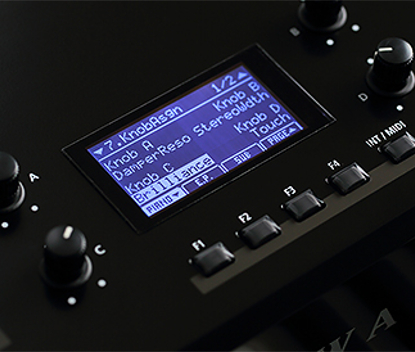 B
▼7.KnobAsgn 1/2▲
Knob A Knob B
DamperReso StereoWdth
Knob C Knob D
Brilliance Touch
PIANO▼ E.P. SUB PAGE▲
D
A
C
F1 F2 F3 F4 INT / MIDI
WA